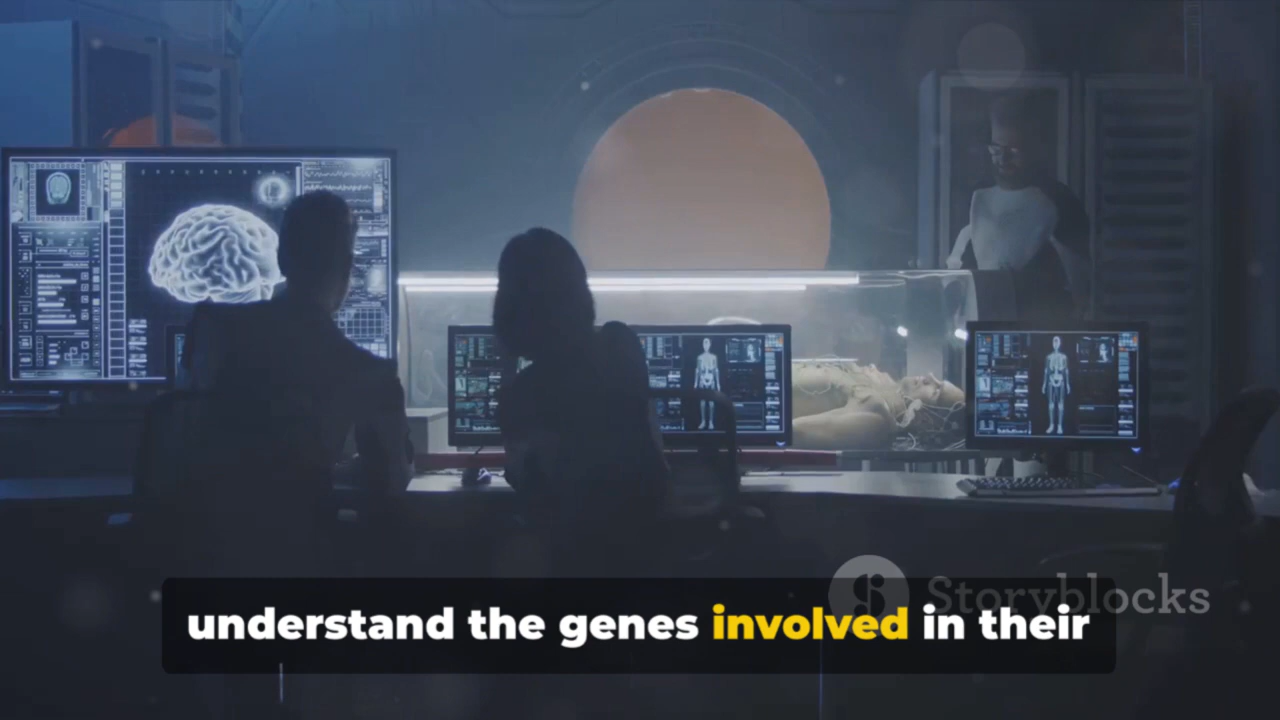 Storyblocks
understand the genes involved in their